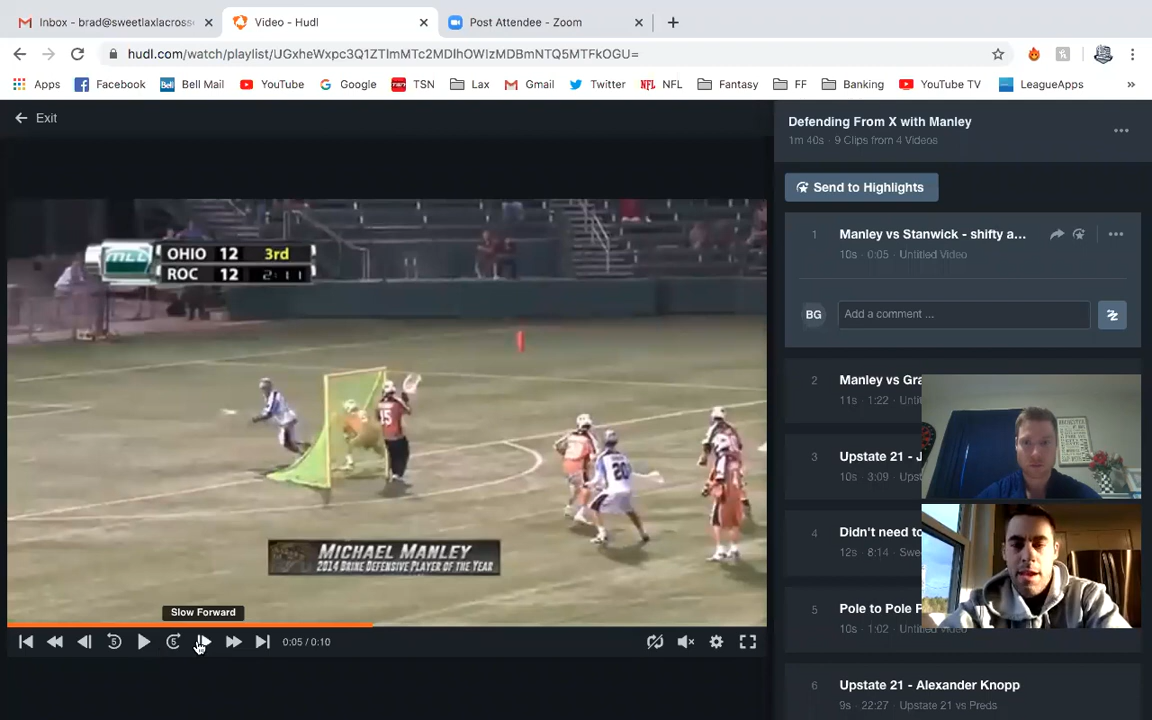 Inbox - brad@sweetlaxlacross
Video - Hudl
Post Attendee - Zoom
hudl.com/watch/playlist/UGxheWxpc3Q1ZTlmMTc2MDlhOWIzMDBmNTQ5MTFkOGU=
Apps Facebook Bell Mail YouTube Google TSN Lax Gmail Twitter NFL Fantasy FF Banking YouTube TV LeagueApps »
Exit
Defending From X with Manley
1m 40s · 9 Clips from 4 Videos
Send to Highlights
1 Manley vs Stanwick - shifty a...
10s · 0:05 Untitled Video
BG Add a comment ...
2 Manley vs Gra
11s · 1:22 Unti
3 Upstate 21 - J
10s · 3:09 Ups
4 Didn't need to
12s · 8:14 Swe
5 Pole to Pole F
10s · 1:02 Untitled Video
6 Upstate 21 - Alexander Knopp
9s · 22:27 Upstate 21 vs Preds
MLL
OHIO 12 3rd
ROC 12 2:11
15
20
MICHAEL MANLEY
2014 BRINE DEFENSIVE PLAYER OF THE YEAR
Slow Forward
5 5 0:05 / 0:10